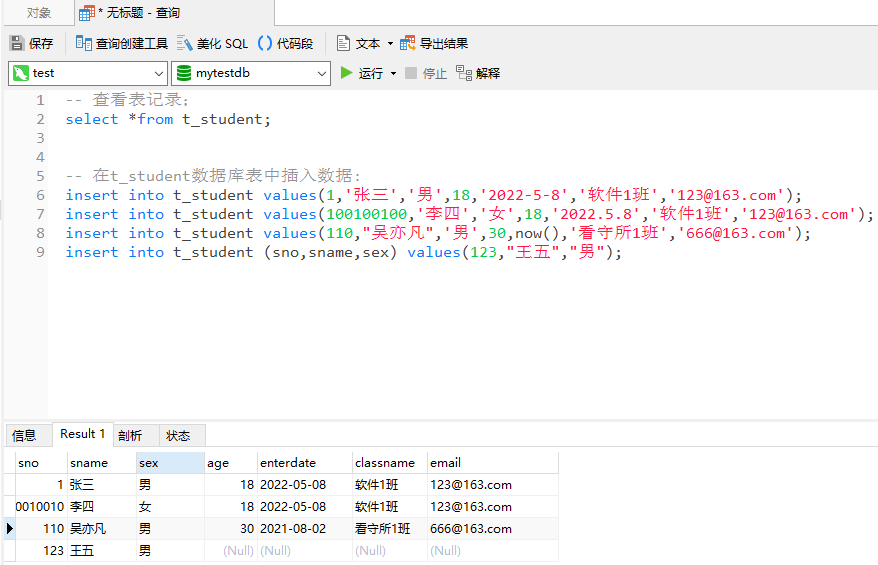 对象 * 无标题 - 查询
保存 查询创建工具 美化 SQL () 代码段 文本 导出结果
test mytestdb 运行 停止 解释
1 -- 查看表记录;
2 select *from t_student;
3
4
5 -- 在t_student数据库表中插入数据:
6 insert into t_student values(1,'张三','男',18,'2022-5-8','软件1班','123@163.com');
7 insert into t_student values(100100100,'李四','女',18,'2022.5.8','软件1班','123@163.com');
8 insert into t_student values(110,"吴亦凡",'男',30,now(),'看守所1班','666@163.com');
9 insert into t_student (sno,sname,sex) values(123,"王五","男");
信息 Result 1 剖析 状态
sno sname sex age enterdate classname email
1 张三 男 18 2022-05-08 软件1班 123@163.com
0010010 李四 女 18 2022-05-08 软件1班 123@163.com
110 吴亦凡 男 30 2021-08-02 看守所1班 666@163.com
123 王五 男 (Null) (Null) (Null) (Null)